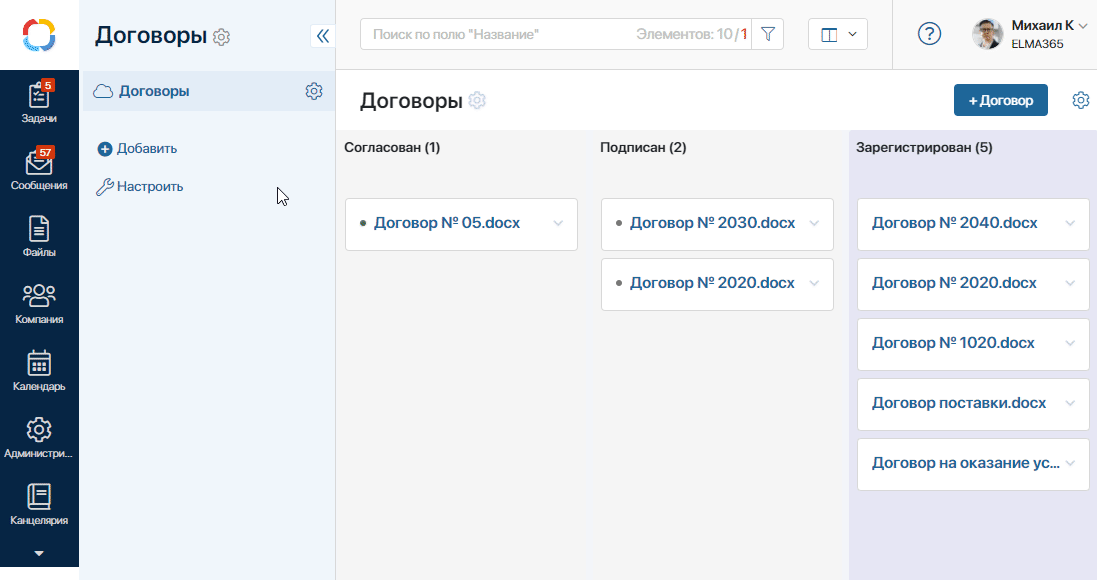 Договоры
Поиск по полю "Название"
Элементов: 10/1
?
Михаил К
ELMA365
5
Задачи
57
Сообщения
Файлы
Компания
Календарь
Админістри...
Канцелярия
Договоры
Добавить
Настроить
Договоры
+ Договор
Согласован (1)
Договор № 05.docx
Подписан (2)
Договор № 2030.docx
Договор № 2020.docx
Зарегистрирован (5)
Договор № 2040.docx
Договор № 2020.docx
Договор № 1020.docx
Договор поставки.docx
Договор на оказание ус...